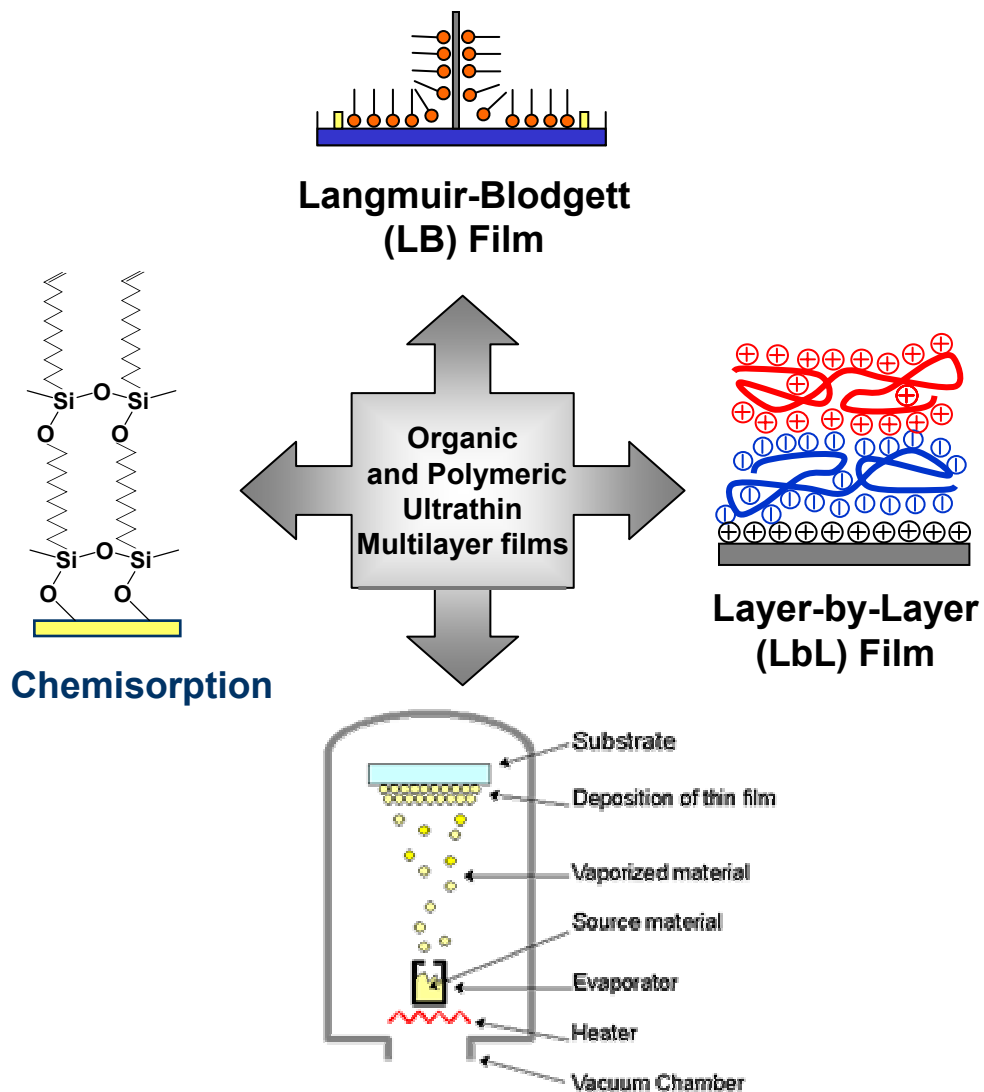 Langmuir-Blodgett
(LB) Film
Si O Si
O O
Si O Si
O O
Chemisorption
Organic
and Polymeric
Ultrathin
Multilayer films
+ + + + + + +
+ +
+ + + + + + + +
Layer-by-Layer
(LbL) Film
Substrate
Deposition of thin film
Vaporized material
Source material
Evaporator
Heater
Vacuum Chamber